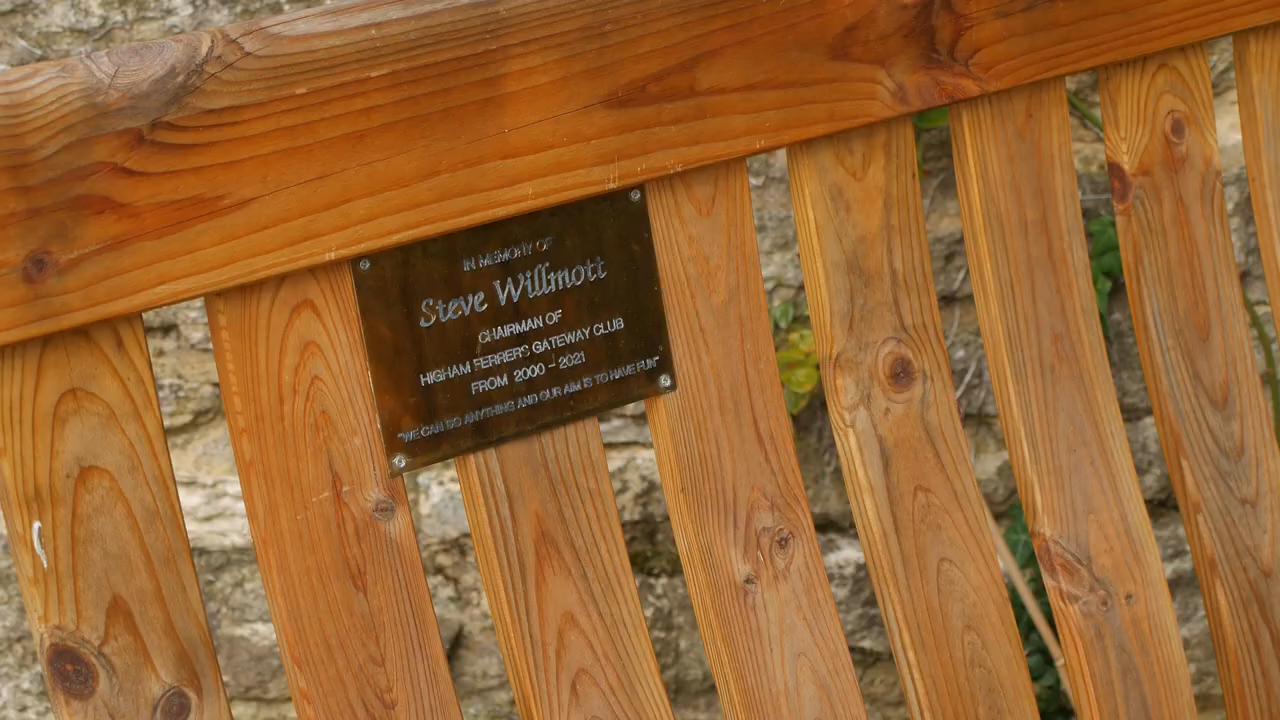 IN MEMORY OF
Steve Willmott
CHAIRMAN OF
HIGHAM FERRERS GATEWAY CLUB
FROM 2000 – 2021
"WE CAN DO ANYTHING AND OUR AIM IS TO HAVE FUN"